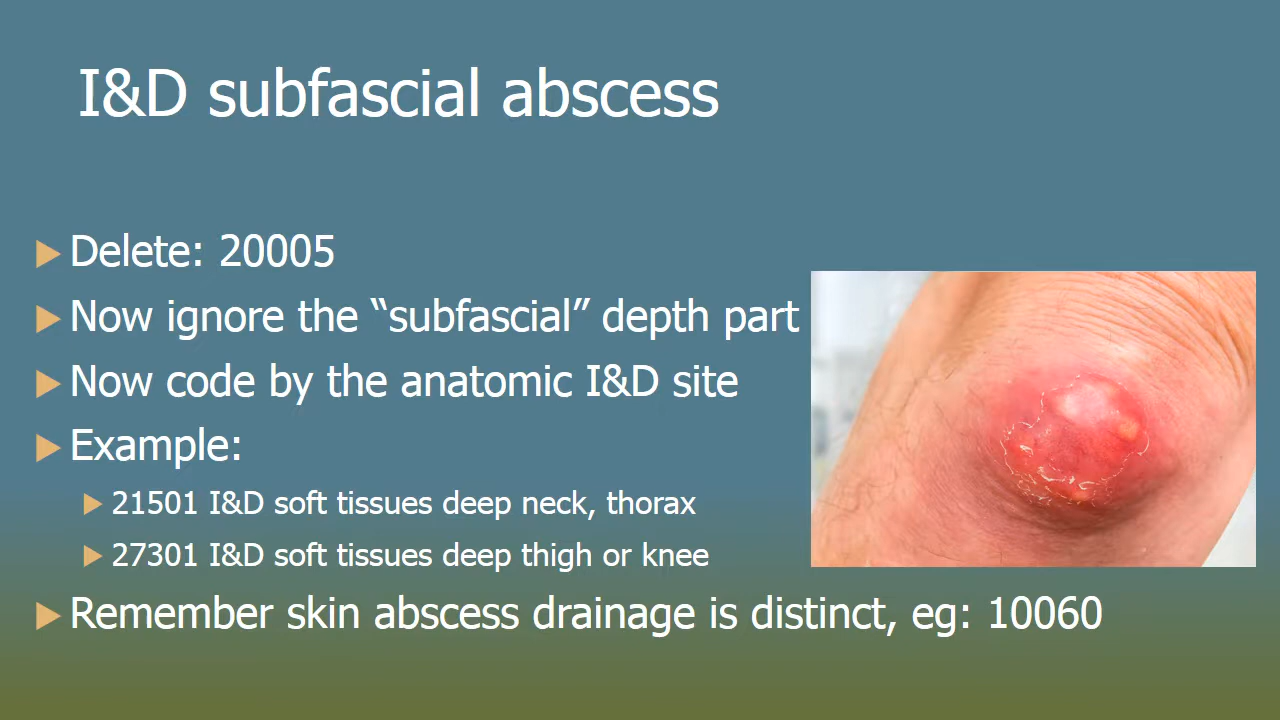 I&D subfascial abscess
Delete: 20005
Now ignore the “subfascial” depth part
Now code by the anatomic I&D site
Example:
21501 I&D soft tissues deep neck, thorax
27301 I&D soft tissues deep thigh or knee
Remember skin abscess drainage is distinct, eg: 10060